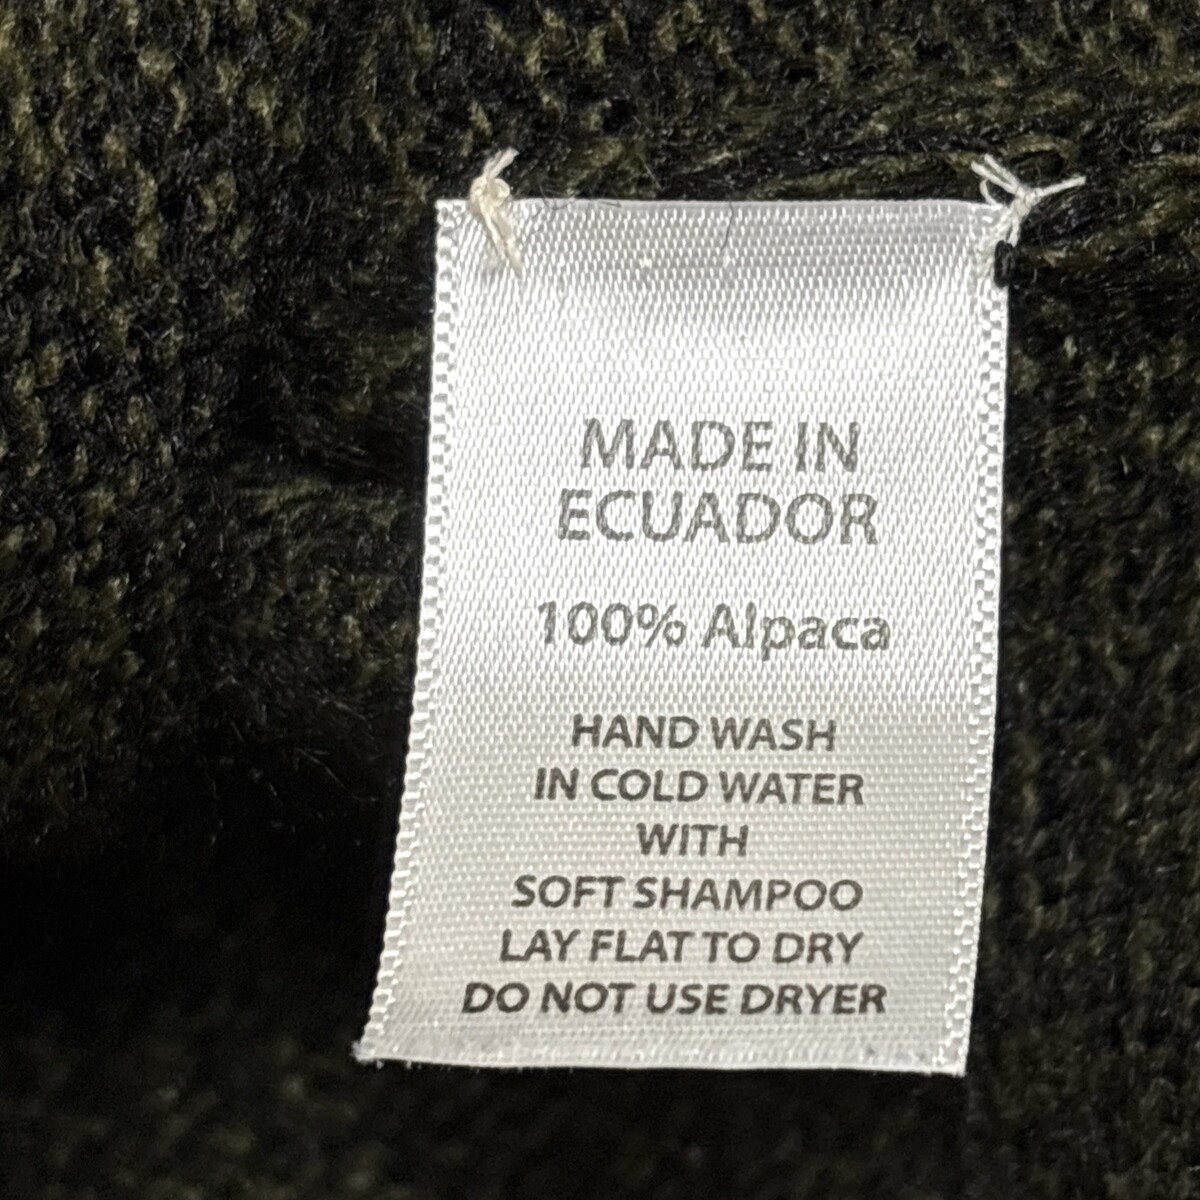 MADE IN
ECUADOR
100% Alpaca
HAND WASH
IN COLD WATER
WITH
SOFT SHAMPOO
LAY FLAT TO DRY
DO NOT USE DRYER